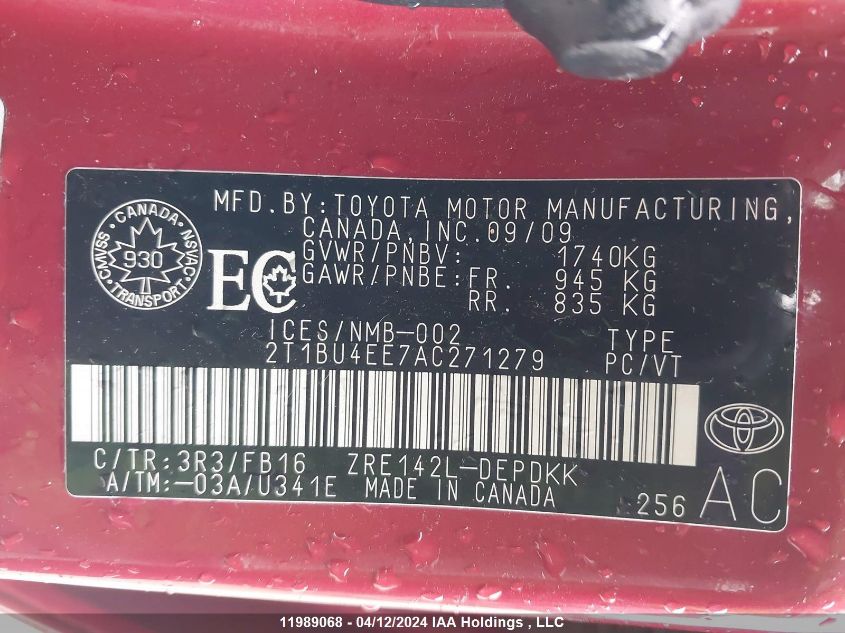 MFD.BY:TOYOTA MOTOR MANUFACTURING,
CANADA,INC.09/09
GVWR/PNBV: 1740KG
GAWR/PNBE:FR. 945 KG
RR. 835 KG
CANADA
CMVSS 930 NSVAC
TRANSPORT
EC
ICES/NMB-002 TYPE
2T1BU4EE7AC271279 PC/VT
C/TR:3R3/FB16 ZRE142L-DEPDKK
A/TM:-03A/U341E MADE IN CANADA
256 AC
11989068 - 04/12/2024 IAA Holdings , LLC